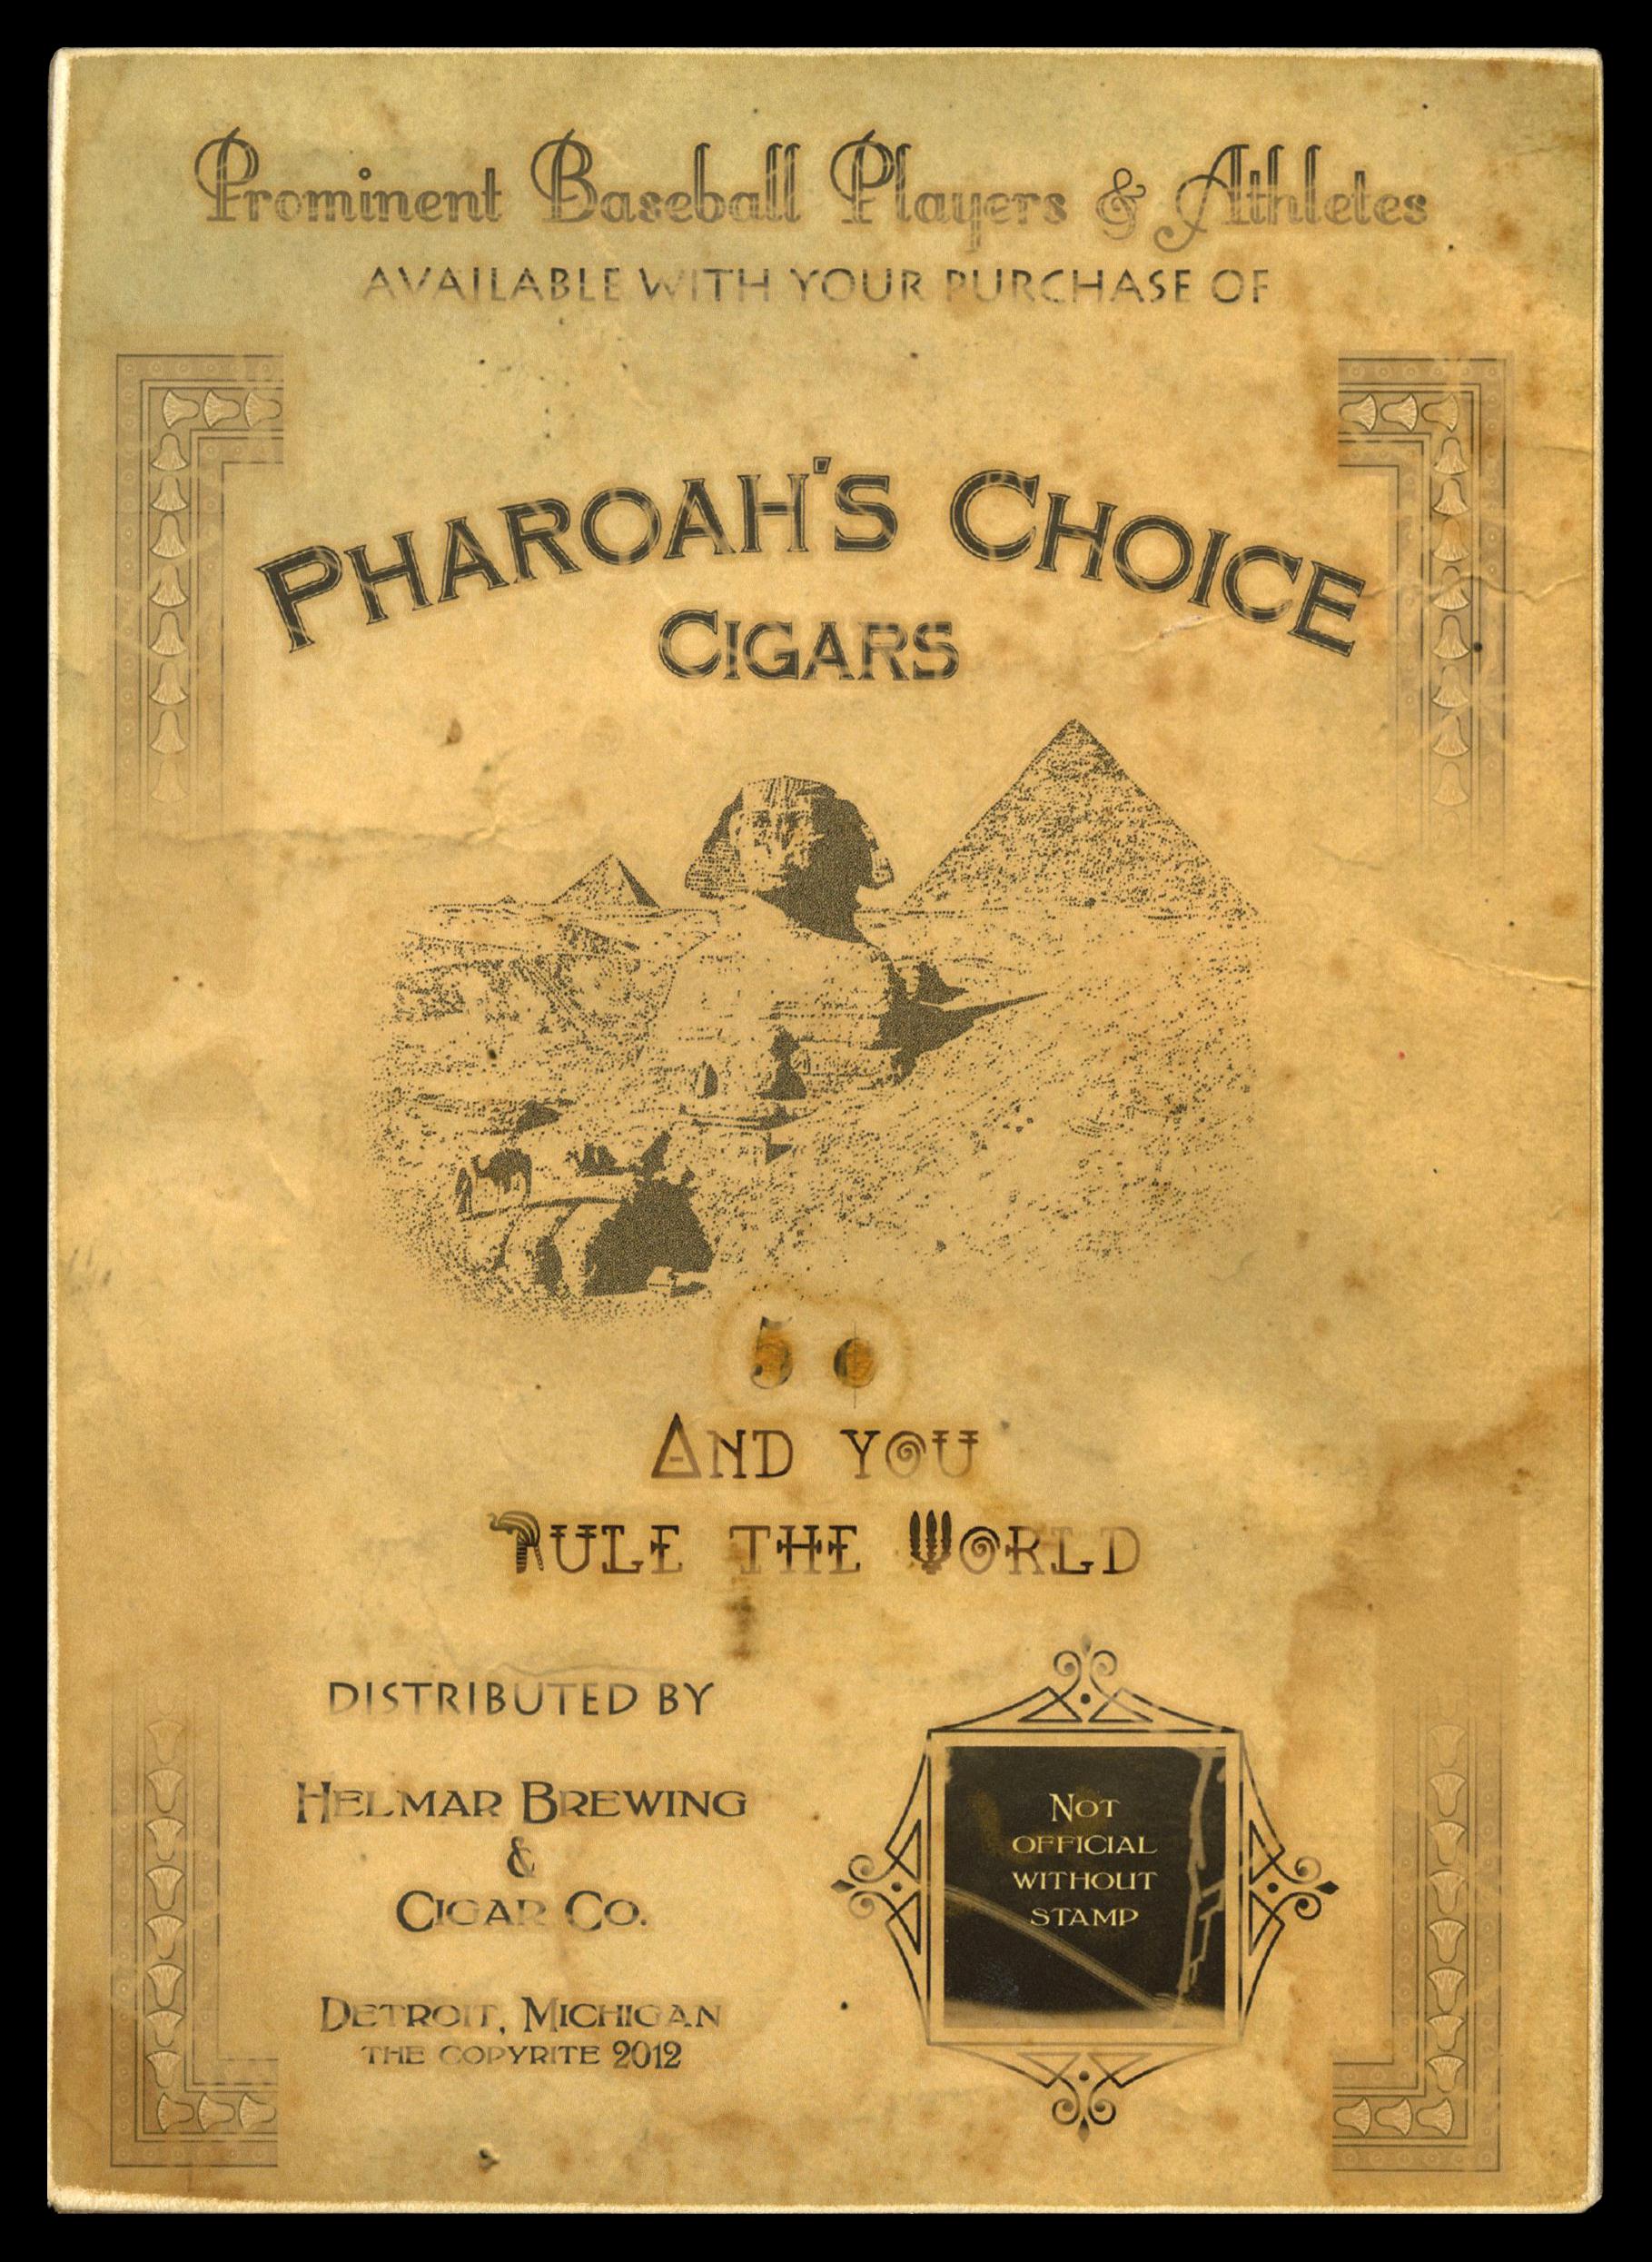 Prominent Baseball Players & Athletes
AVAILABLE WITH YOUR PURCHASE OF
PHAROAH'S CHOICE
CIGARS
5 ¢
AND YOU
RULE THE WORLD
DISTRIBUTED BY
HELMAR BREWING
&
CIGAR CO.
DETROIT, MICHIGAN
THE COPYRITE 2012
NOT
OFFICIAL
WITHOUT
STAMP